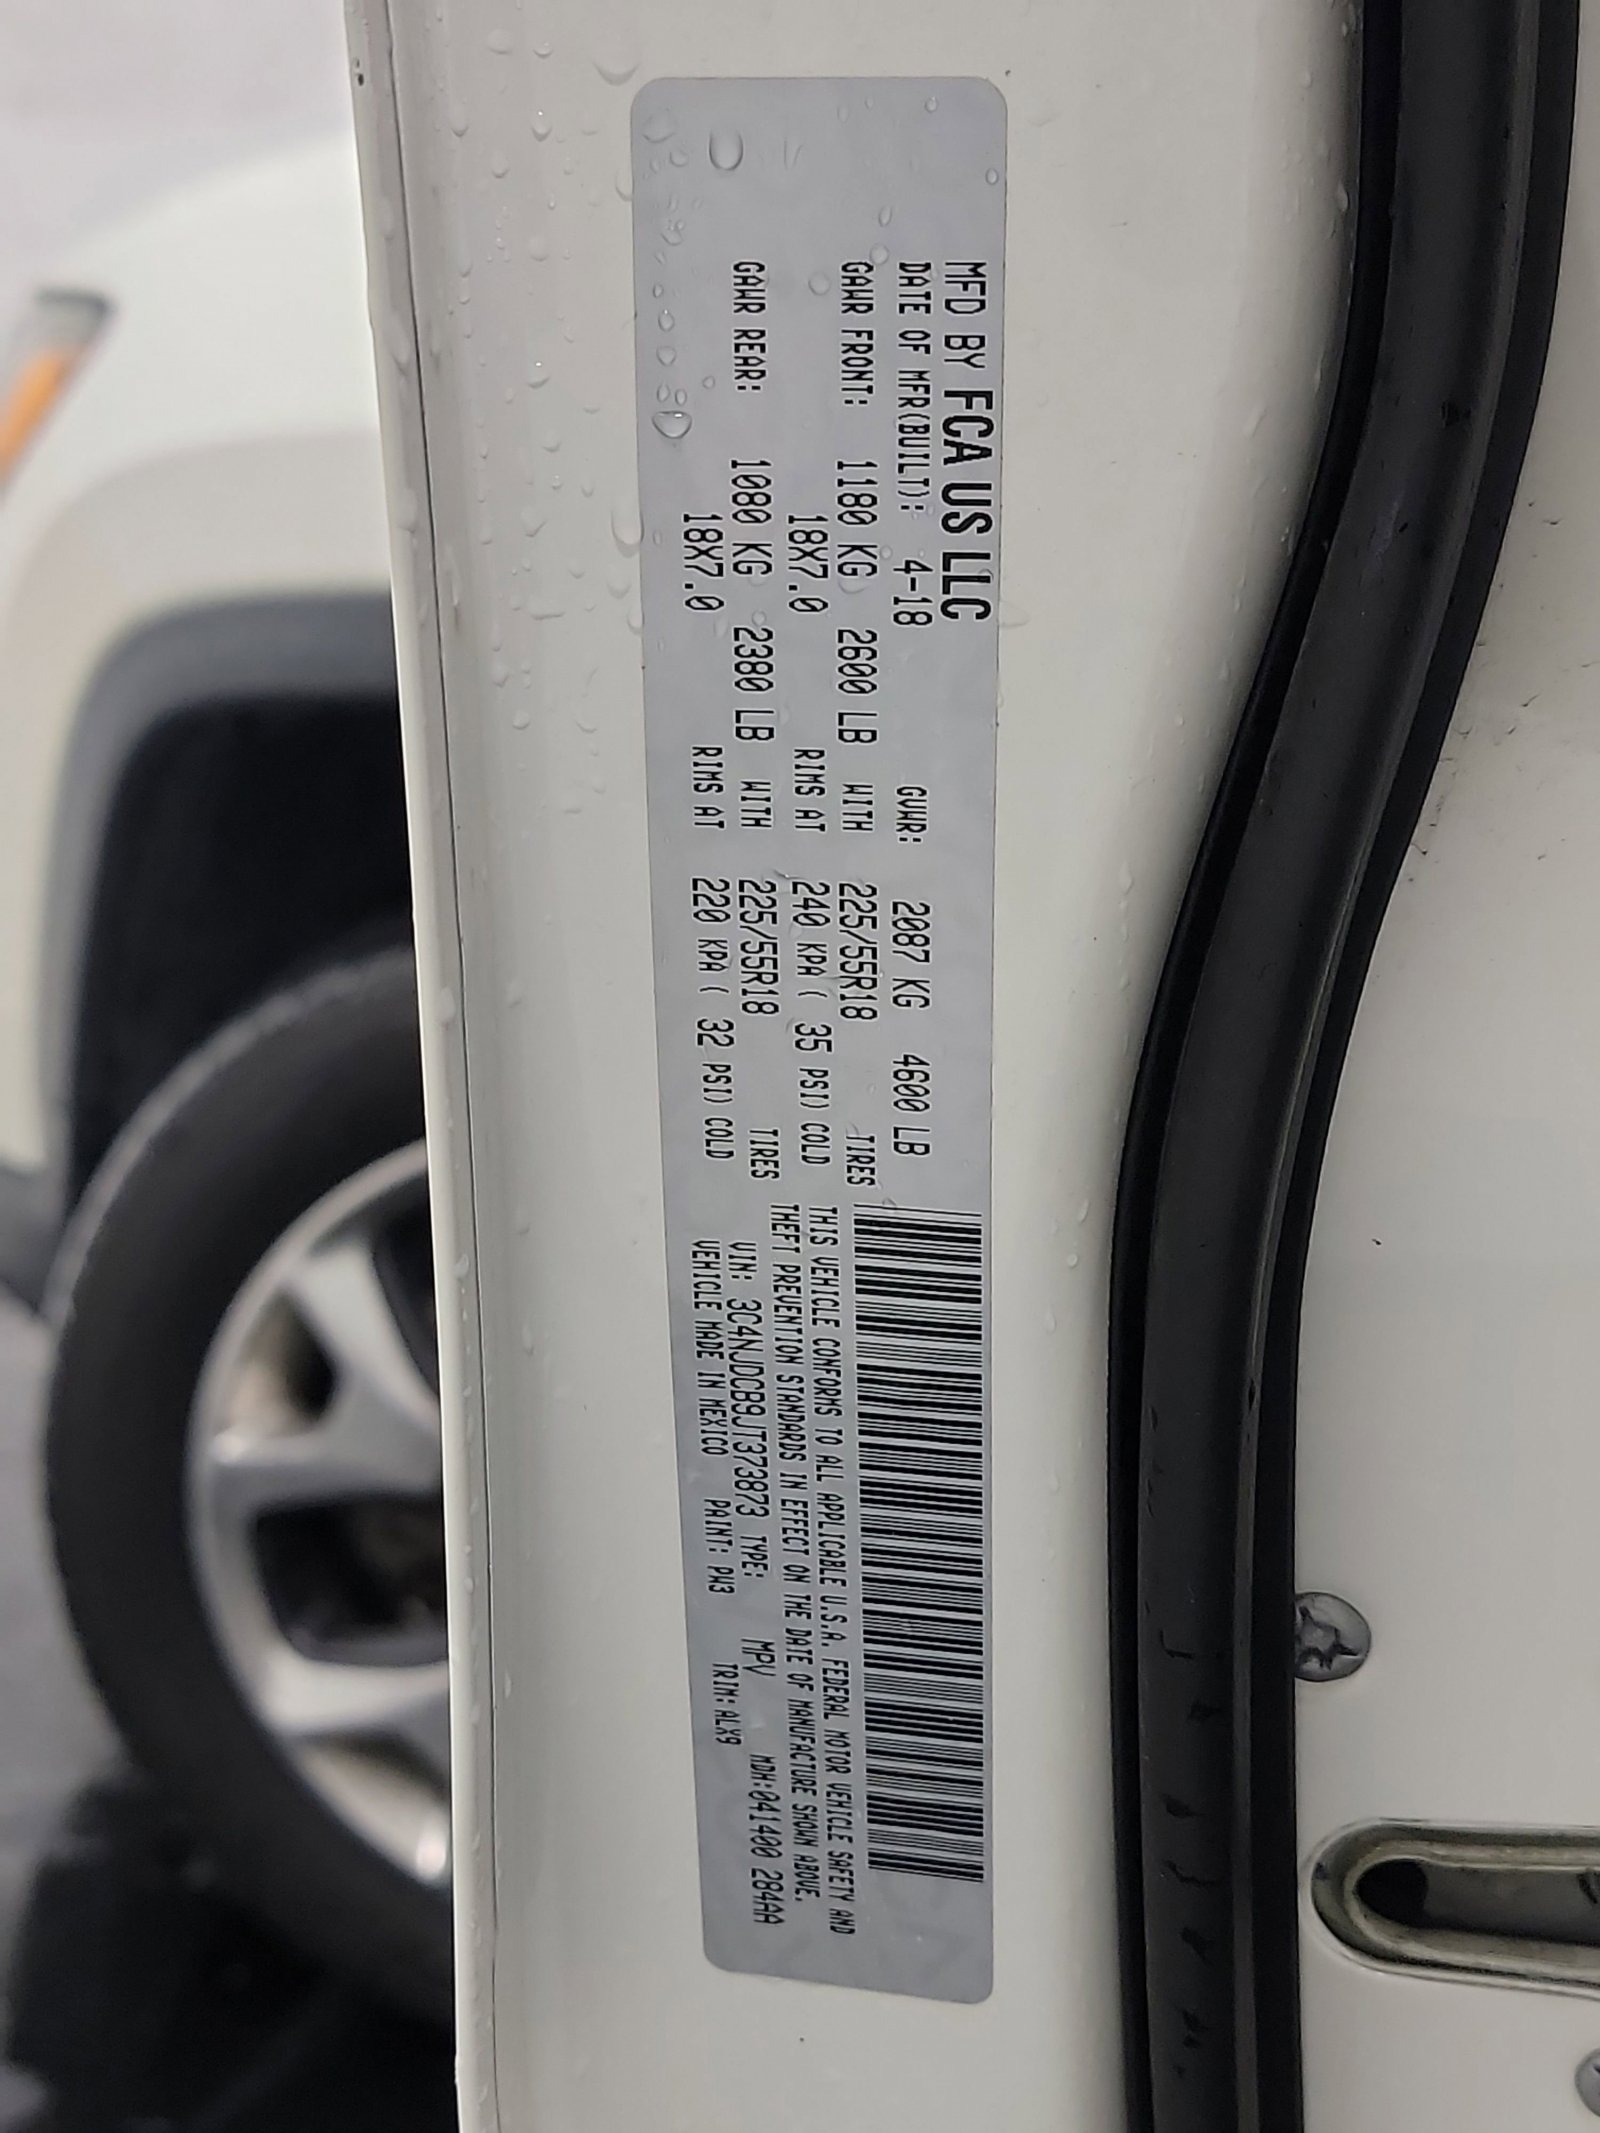 MFD BY FCA US LLC
DATE OF MFR(BUILT): 4-18 GVWR: 2087 KG 4600 LB
GAWR FRONT: 1180 KG 2600 LB WITH 225/55R18 TIRES
18X7.0 RIMS AT 240 KPA ( 35 PSI) COLD
GAWR REAR: 1080 KG 2380 LB WITH 225/55R18 TIRES
18X7.0 RIMS AT 220 KPA ( 32 PSI) COLD
THIS VEHICLE CONFORMS TO ALL APPLICABLE U.S.A. FEDERAL MOTOR VEHICLE SAFETY AND
THEFT PREVENTION STANDARDS IN EFFECT ON THE DATE OF MANUFACTURE SHOWN ABOVE.
VIN: 3C4NJDCB9JT373873 TYPE: MPV MDH:041400 284AA
VEHICLE MADE IN MEXICO PAINT: PW3 TRIM:ALX9